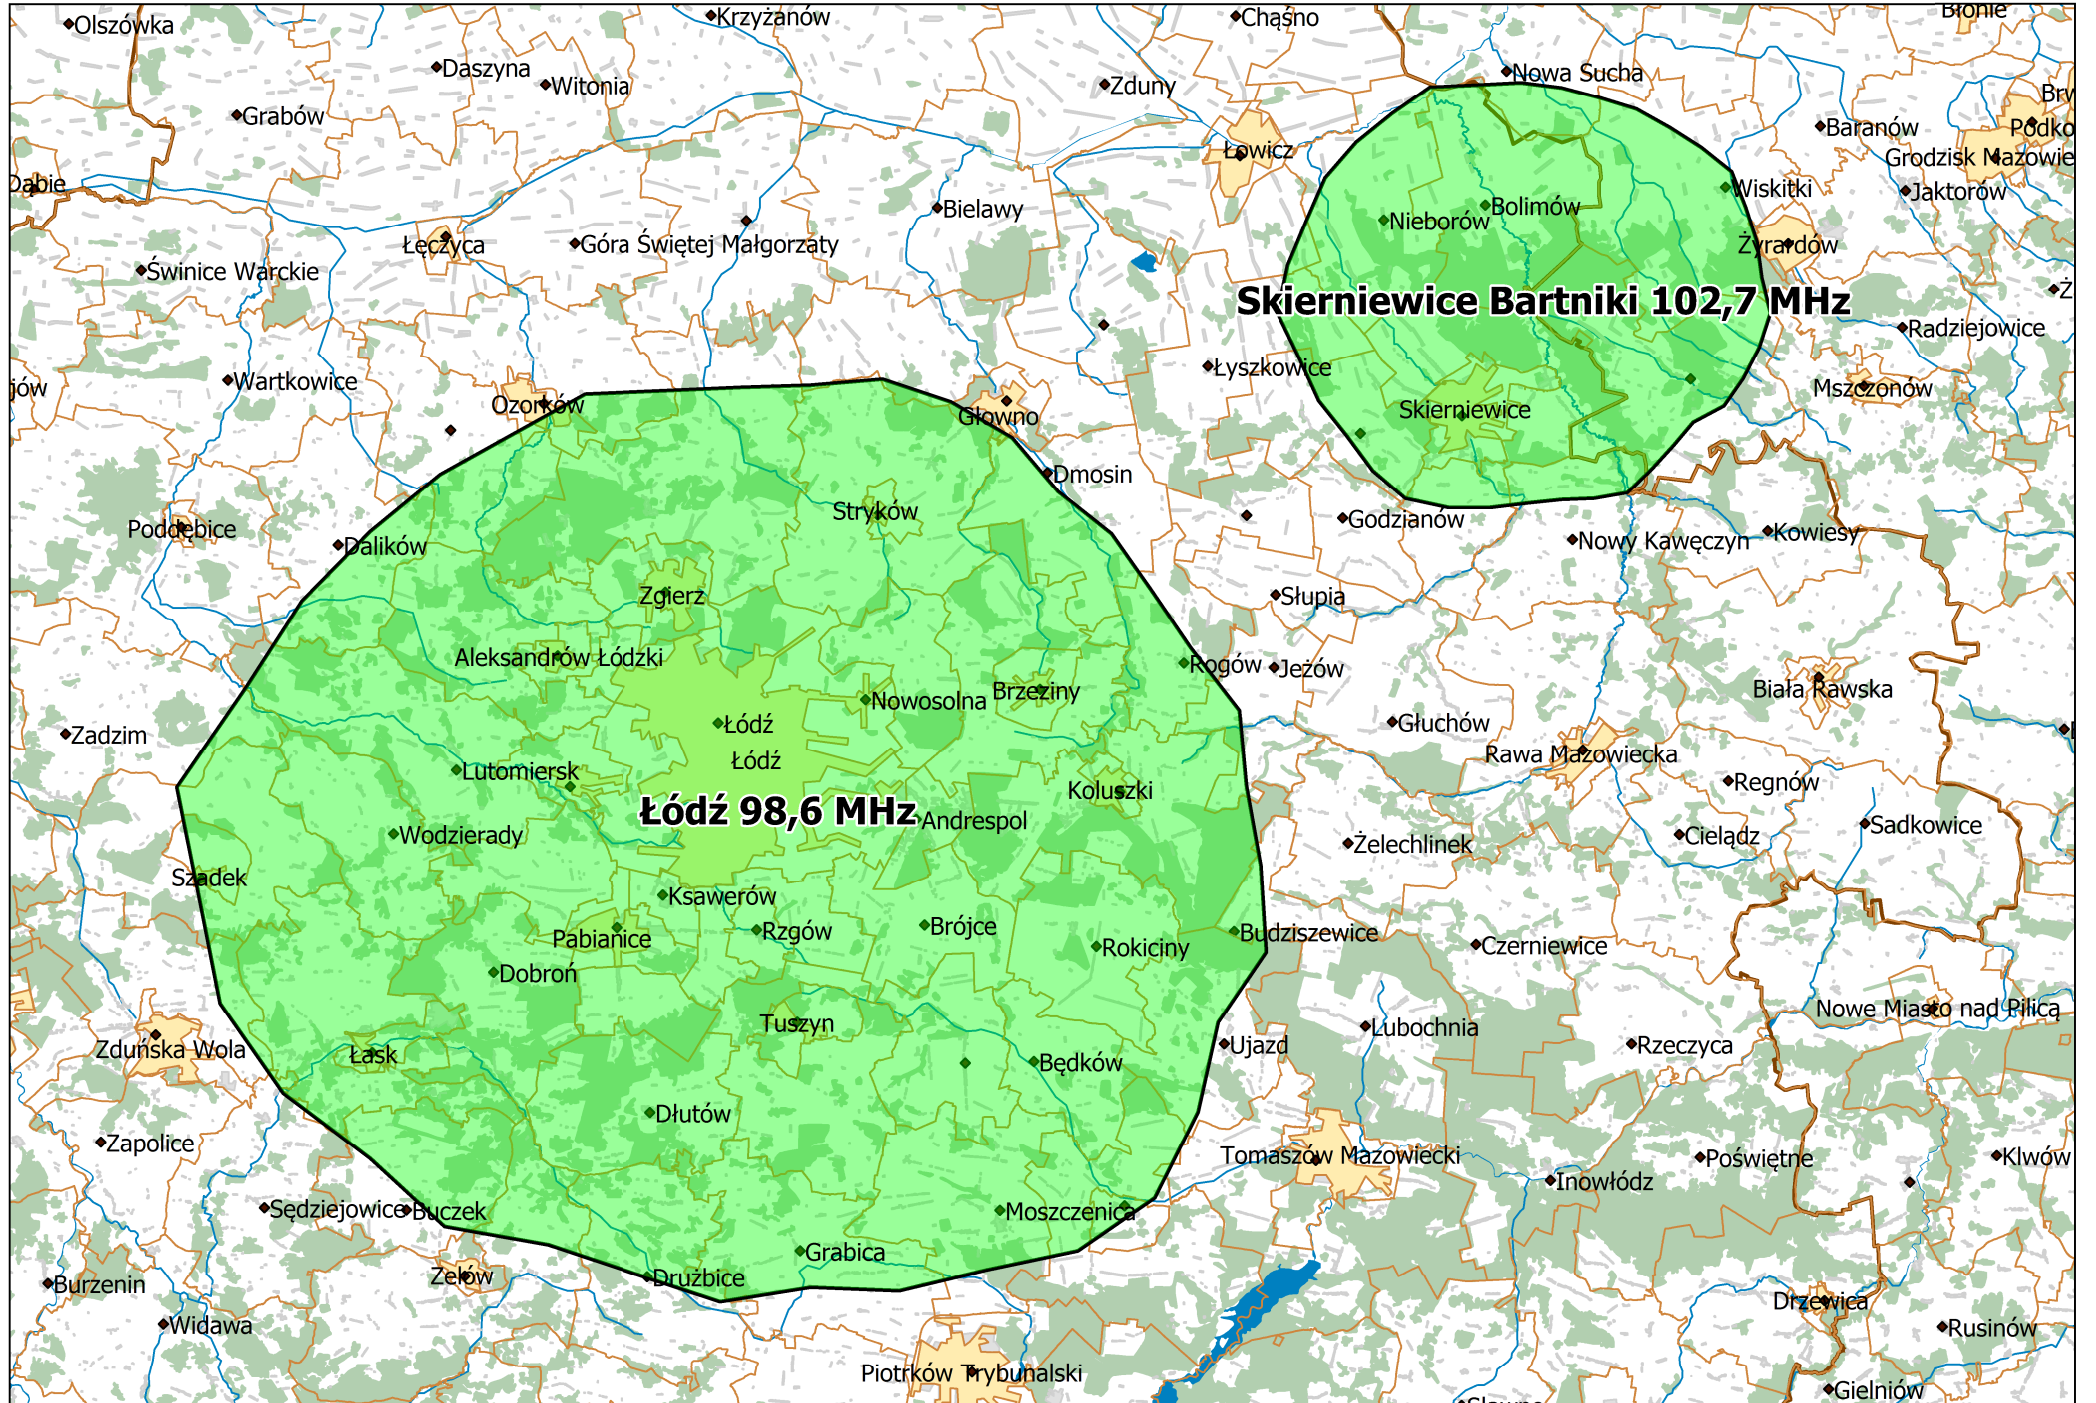 Olszówka
Krzyżanów
Chąśno
Błonie
Daszyna
Witonia
Zduny
Nowa Sucha
Grabów
Baranów
Podko
Brw
Łowicz
Grodzisk Mazowie
Dąbie
Wiskitki
Jaktorów
Bielawy
Nieborów
Bolimów
Łęczyca
Góra Świętej Małgorzaty
Żyrardów
Świnice Warckie
Ż
Skierniewice Bartniki 102,7 MHz
Radziejowice
Łyszkowice
jów
Wartkowice
Mszczonów
Ozorków
Głowno
Skierniewice
Dmosin
Stryków
Godzianów
Poddębice
Dalików
Nowy Kawęczyn
Kowiesy
Zgierz
Słupia
Aleksandrów Łódzki
Rogów
Jeżów
Nowosolna
Brzeziny
Biała Rawska
Łódź
Głuchów
Zadzim
Łódź
Rawa Mazowiecka
Lutomiersk
Koluszki
Regnów
Łódź 98,6 MHz
Andrespol
Wodzierady
Żelechlinek
Cielądz
Sadkowice
Szadek
Ksawerów
Pabianice
Rzgów
Brójce
Rokiciny
Budziszewice
Czerniewice
Dobroń
Nowe Miasto nad Pilicą
Tuszyn
Lubochnia
Zduńska Wola
Łask
Ujazd
Rzeczyca
Będków
Dłutów
Zapolice
Tomaszów Mazowiecki
Poświętne
Klwów
Inowłódz
Sędziejowice
Buczek
Moszczenica
Grabica
Burzenin
Zelów
Drużbice
Drzewica
Widawa
Rusinów
Piotrków Trybunalski
Gielniów